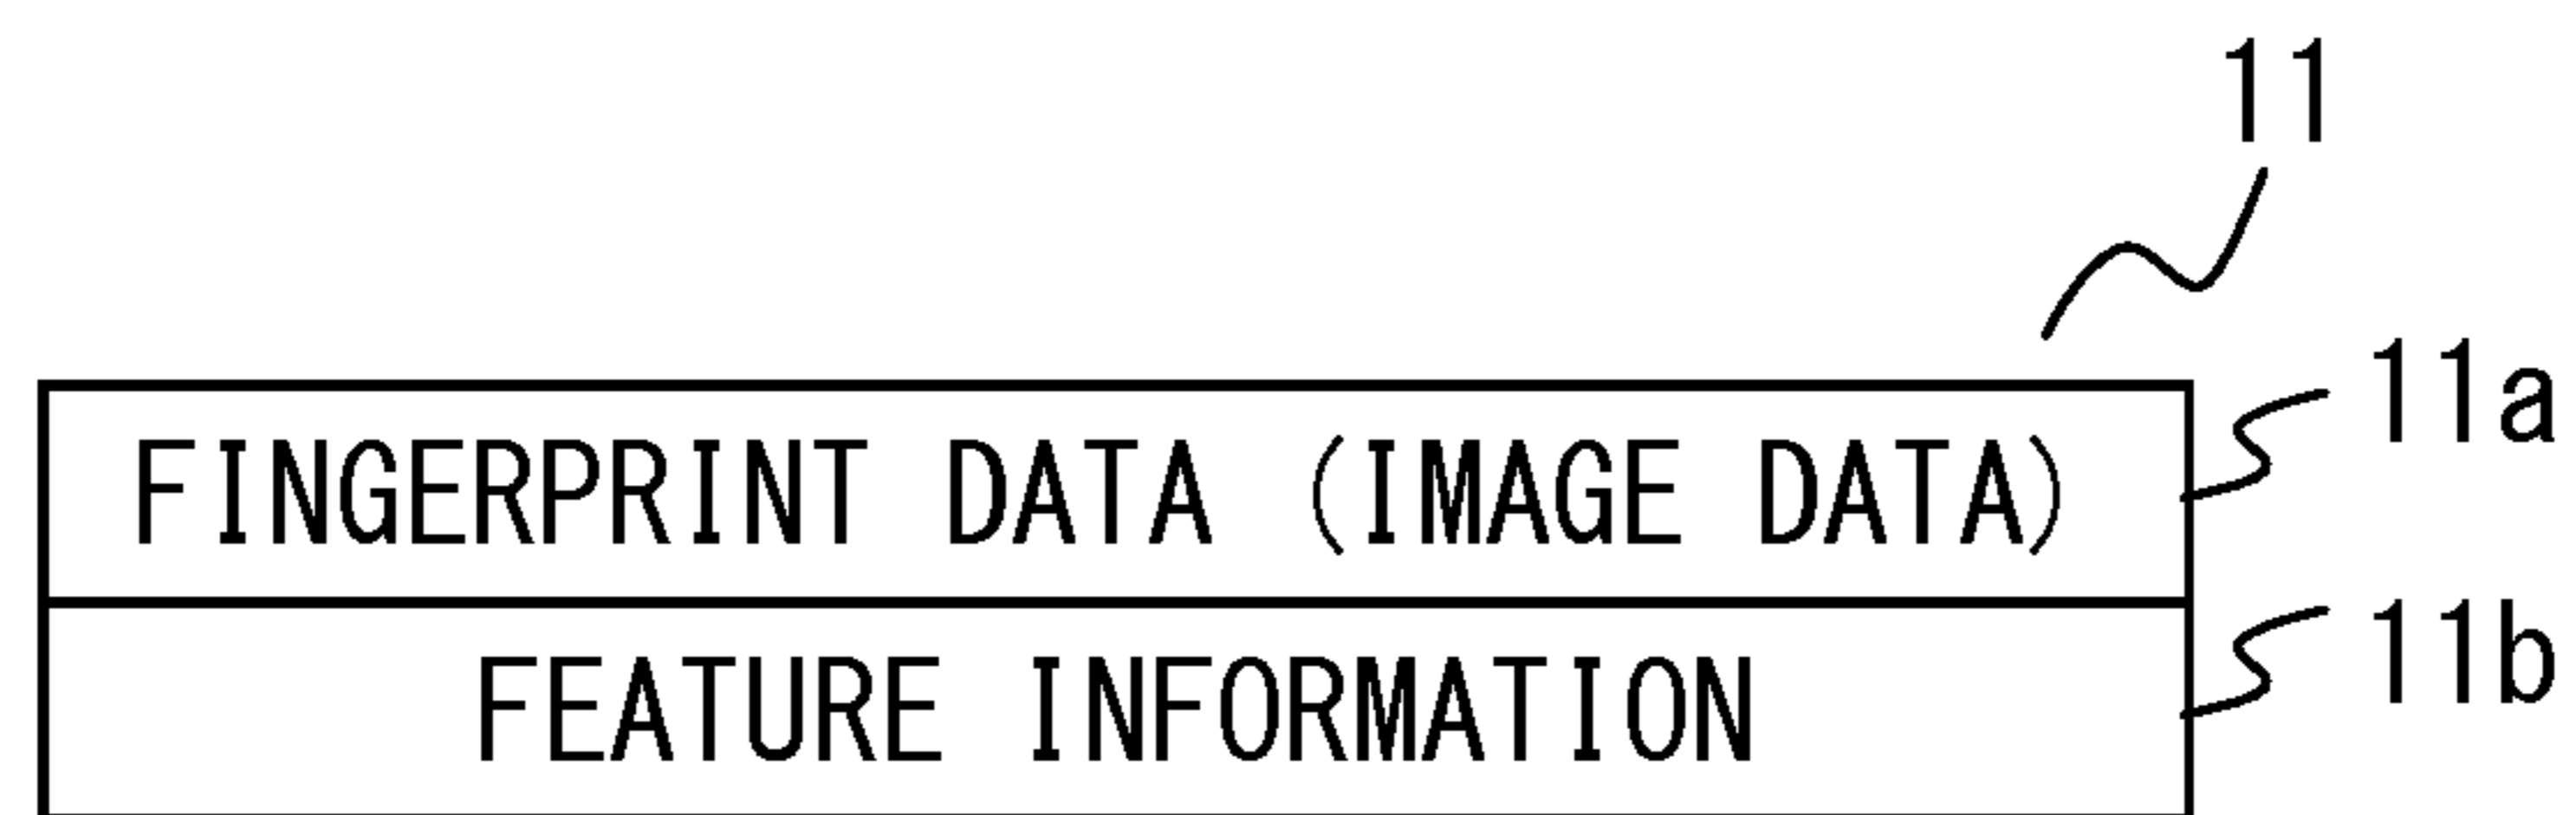 11
FINGERPRINT DATA (IMAGE DATA) 11a
FEATURE INFORMATION 11b